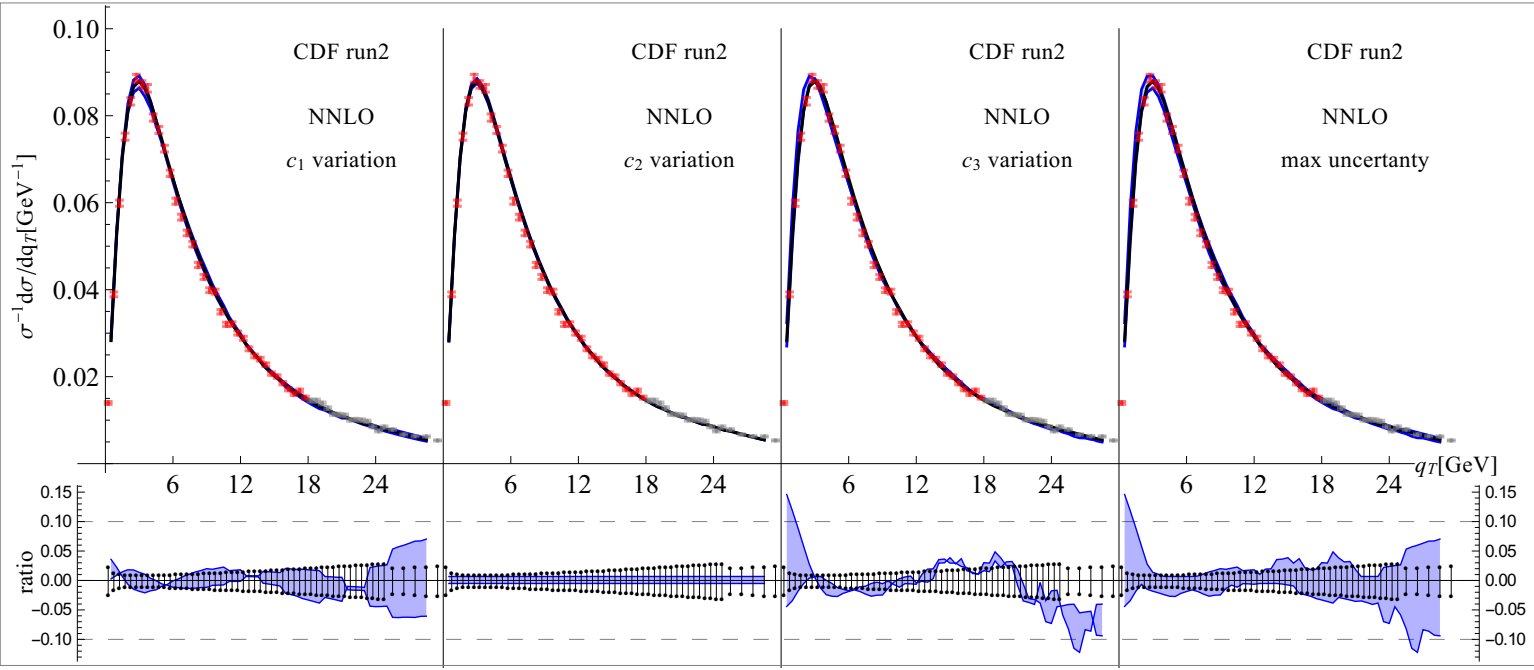 0.10
0.08
0.06
0.04
0.02
σ⁻¹dσ/dq_T[GeV⁻¹]
CDF run2
NNLO
c₁ variation
CDF run2
NNLO
c₂ variation
CDF run2
NNLO
c₃ variation
CDF run2
NNLO
max uncertanty
6 12 18 24
6 12 18 24
6 12 18 24
6 12 18 24
q_T[GeV]
ratio
0.15
0.10
0.05
0.00
−0.05
−0.10
0.15
0.10
0.05
0.00
−0.05
−0.10